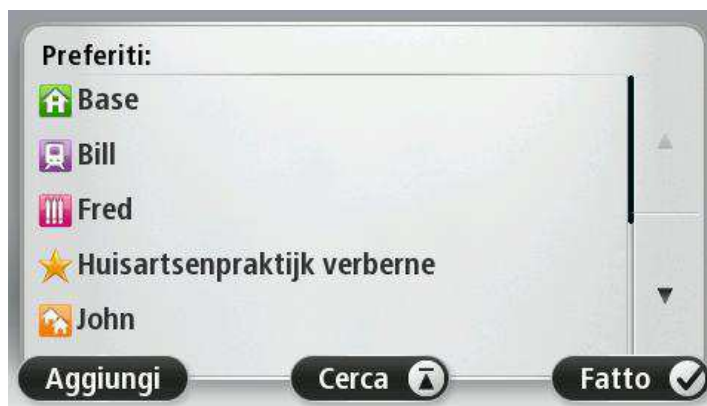 Preferiti:
Base
Bill
Fred
Huisartsenpraktijk verberne
John
Aggiungi
Cerca
Fatto